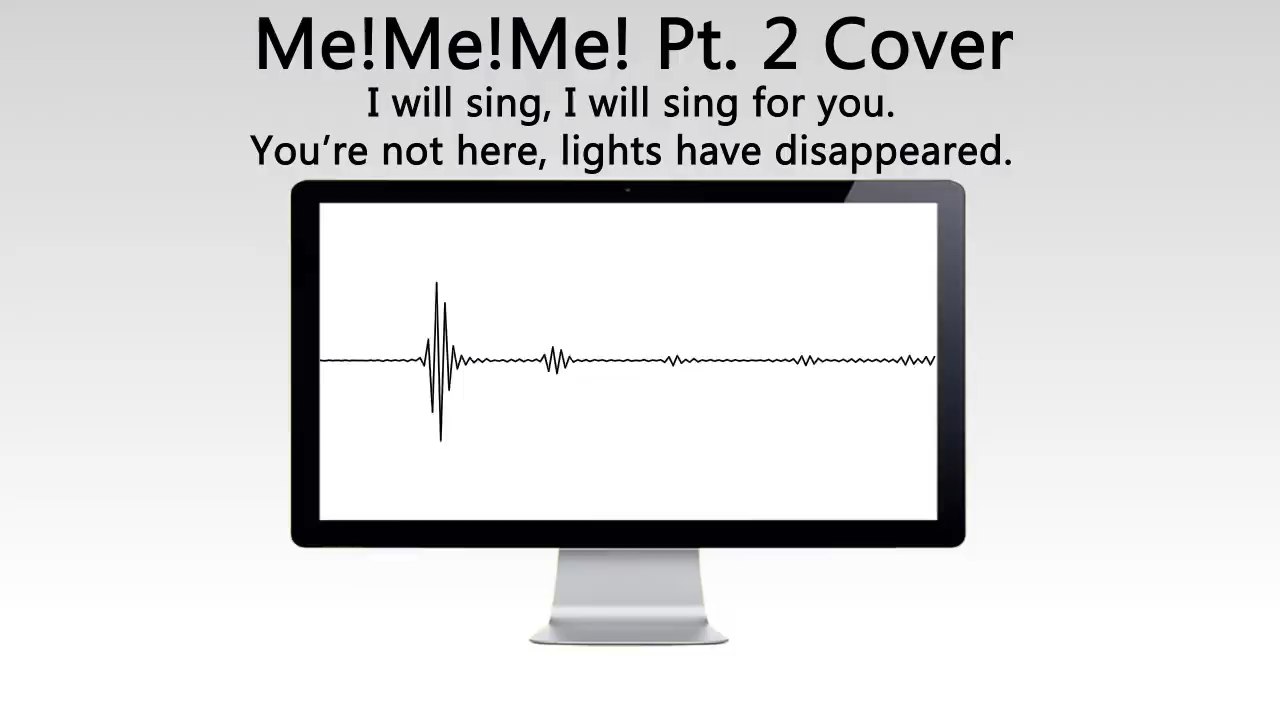 Me!Me!Me! Pt. 2 Cover
I will sing, I will sing for you.
You’re not here, lights have disappeared.